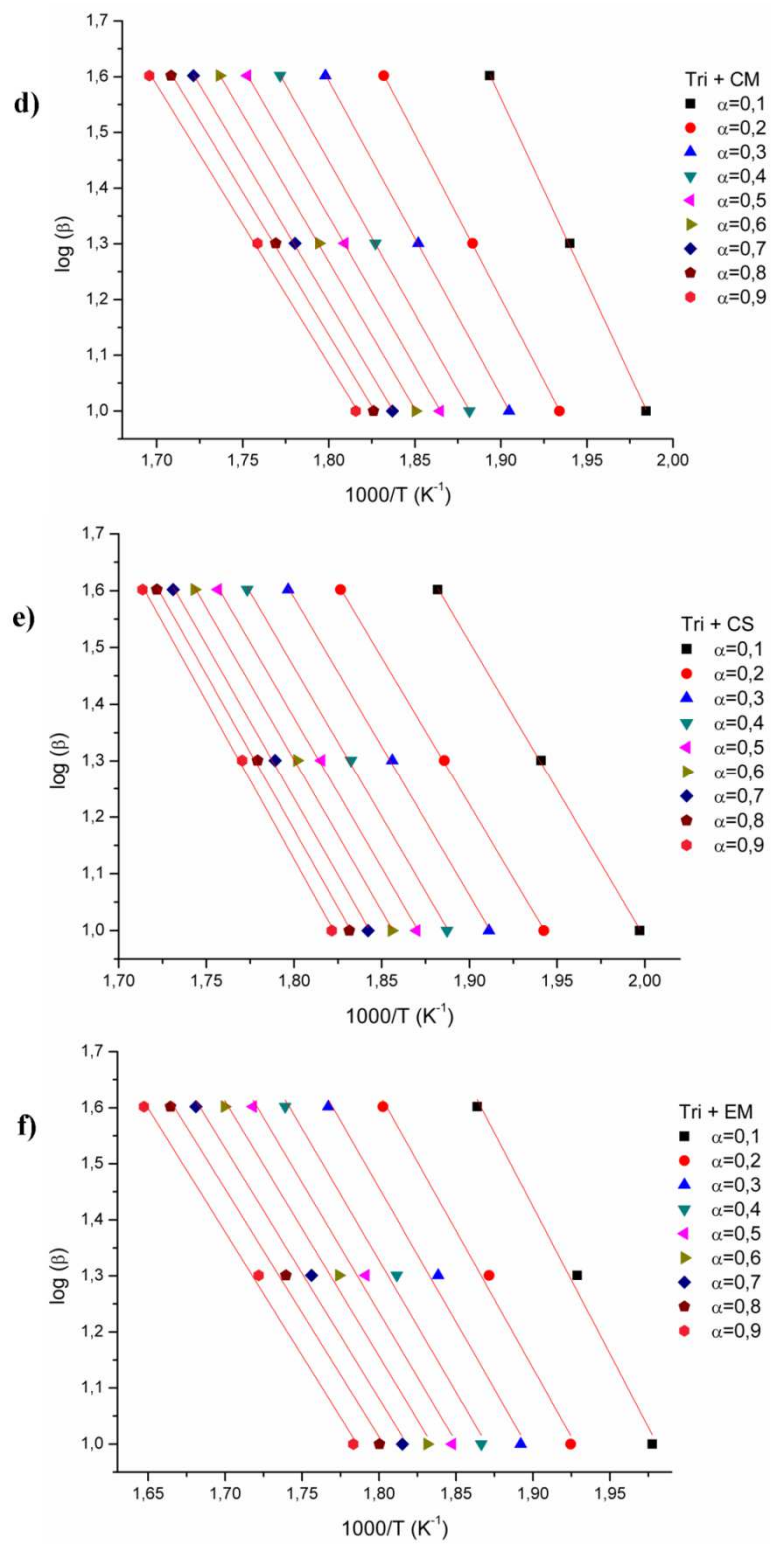 d)
1,7
1,6
1,5
1,4
1,3
1,2
1,1
1,0
log (β)
1,70 1,75 1,80 1,85 1,90 1,95 2,00
1000/T (K⁻¹)
Tri + CM
α=0,1
α=0,2
α=0,3
α=0,4
α=0,5
α=0,6
α=0,7
α=0,8
α=0,9
e)
1,7
1,6
1,5
1,4
1,3
1,2
1,1
1,0
log (β)
1,70 1,75 1,80 1,85 1,90 1,95 2,00
1000/T (K⁻¹)
Tri + CS
α=0,1
α=0,2
α=0,3
α=0,4
α=0,5
α=0,6
α=0,7
α=0,8
α=0,9
f)
1,7
1,6
1,5
1,4
1,3
1,2
1,1
1,0
log (β)
1,65 1,70 1,75 1,80 1,85 1,90 1,95
1000/T (K⁻¹)
Tri + EM
α=0,1
α=0,2
α=0,3
α=0,4
α=0,5
α=0,6
α=0,7
α=0,8
α=0,9